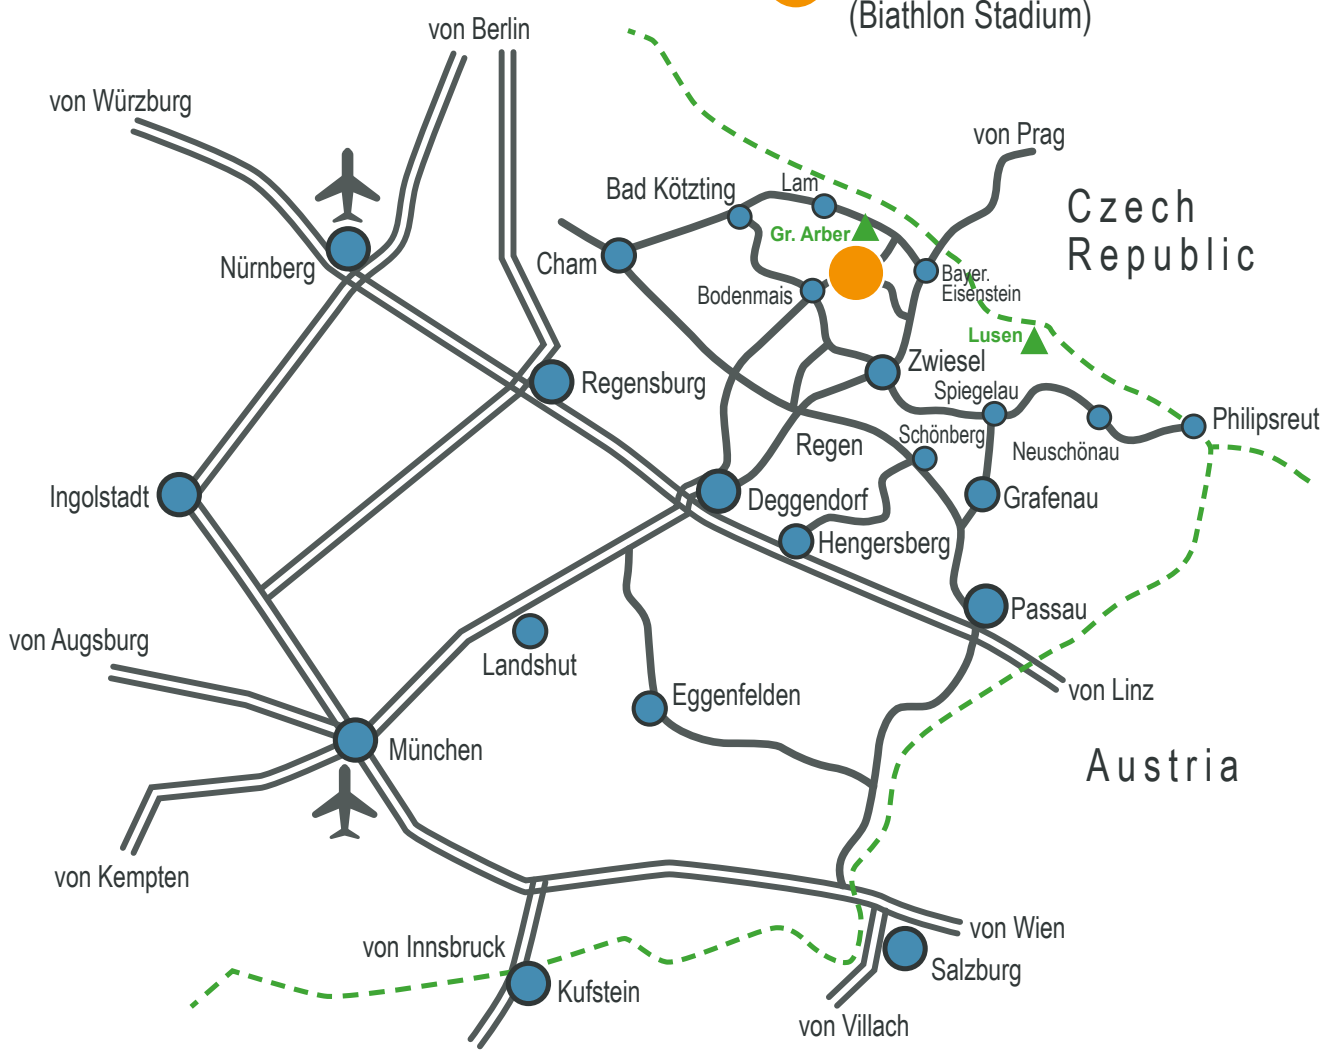 (Biathlon Stadium)
von Berlin
von Würzburg
von Prag
Czech
Republic
Bad Kötzting
Lam
Gr. Arber
Nürnberg
Cham
Bodenmais
Bayer.
Eisenstein
Lusen
Zwiesel
Regensburg
Spiegelau
Philipsreut
Schönberg
Regen
Neuschönau
Ingolstadt
Deggendorf
Grafenau
Hengersberg
Passau
von Augsburg
Landshut
Eggenfelden
von Linz
München
Austria
von Kempten
von Wien
von Innsbruck
Salzburg
Kufstein
von Villach